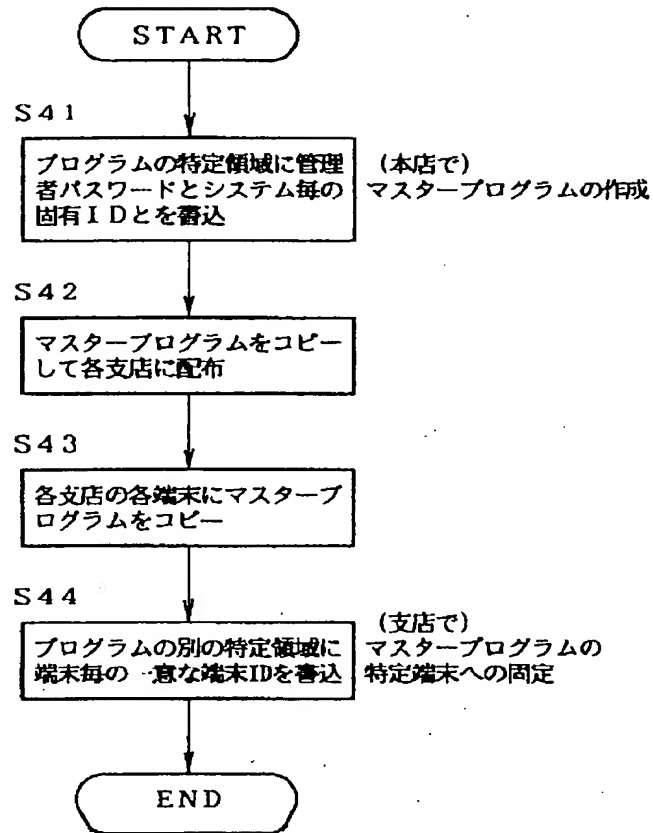 START
S41
プログラムの特定領域に管理
者パスワードとシステム毎の
固有IDとを書込
(本店で)
マスタープログラムの作成
S42
マスタープログラムをコピー
して各支店に配布
S43
各支店の各端末にマスタープ
ログラムをコピー
S44
プログラムの別の特定領域に
端末毎の一意な端末IDを書込
(支店で)
マスタープログラムの
特定端末への固定
END